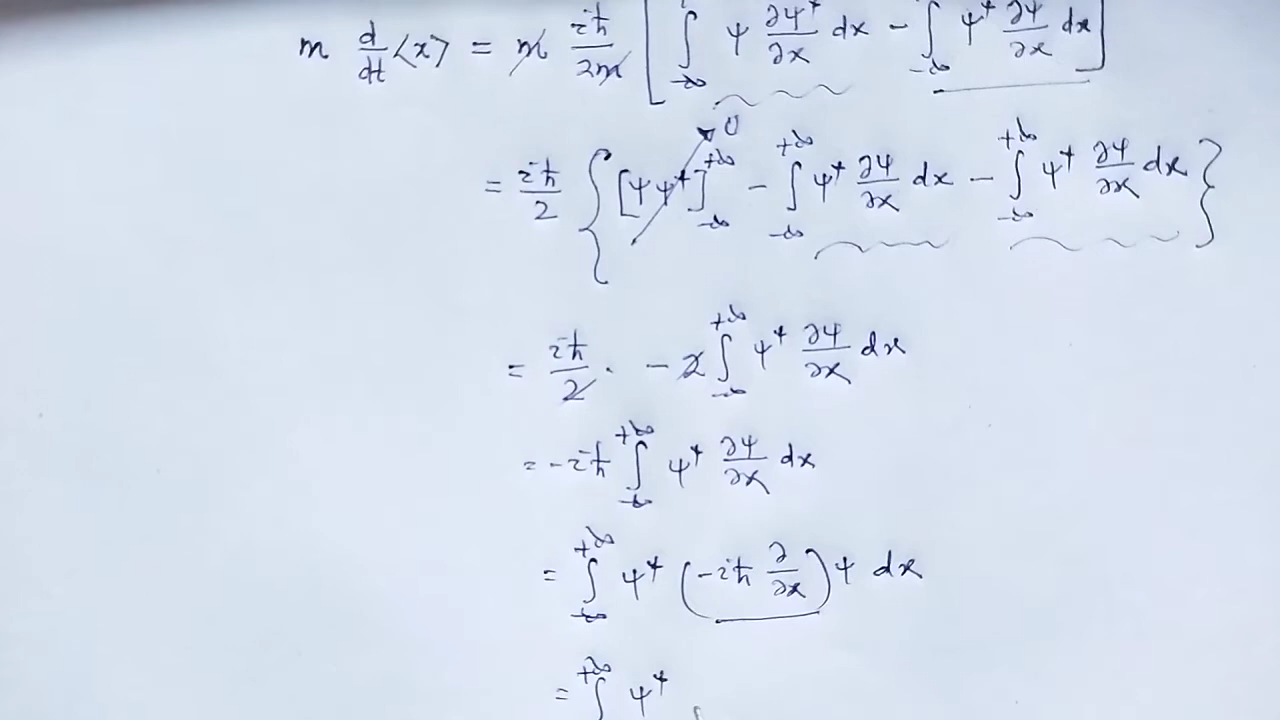 m d/dt <x> = m iħ/2m [ ∫_{-∞} ψ ∂ψ*/∂x dx - ∫_{-∞} ψ* ∂ψ/∂x dx ]
= iħ/2 { [ψψ*]_{-∞}^{+∞} → 0 - ∫_{-∞}^{+∞} ψ* ∂ψ/∂x dx - ∫_{-∞}^{+∞} ψ* ∂ψ/∂x dx }
= iħ/2 · -2 ∫_{-∞}^{+∞} ψ* ∂ψ/∂x dx
= -iħ ∫_{-∞}^{+∞} ψ* ∂ψ/∂x dx
= ∫_{-∞}^{+∞} ψ* (-iħ ∂/∂x) ψ dx
= ∫^{+∞} ψ*